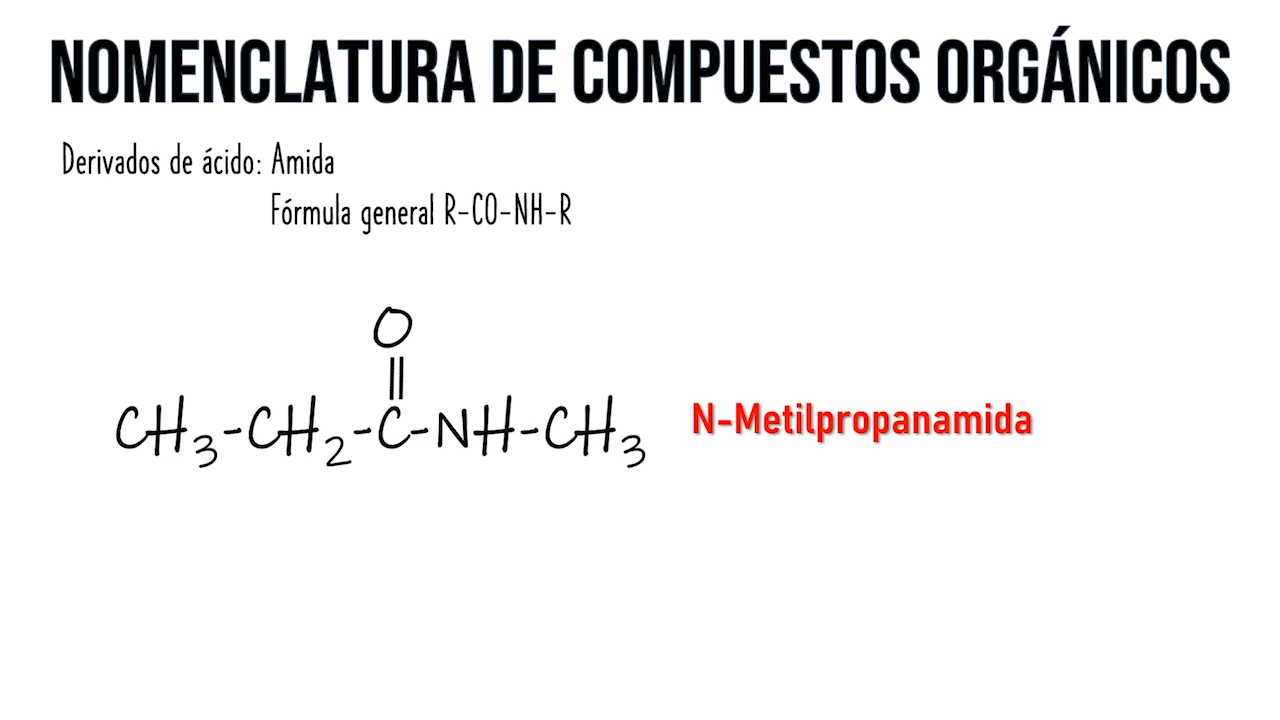 NOMENCLATURA DE COMPUESTOS ORGÁNICOS
Derivados de ácido: Amida
Fórmula general R-CO-NH-R
O
||
CH₃-CH₂-C-NH-CH₃
N-Metilpropanamida